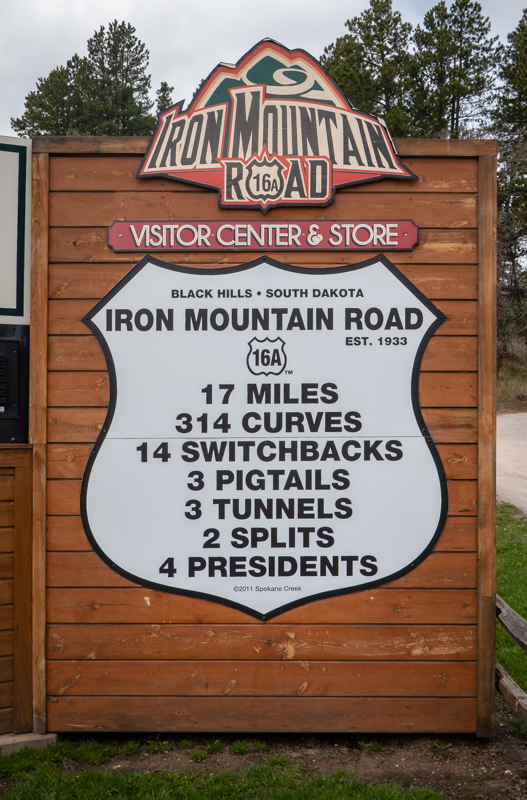 IRON MOUNTAIN
ROAD
16A
VISITOR·CENTER·&·STORE
BLACK HILLS • SOUTH DAKOTA
IRON MOUNTAIN ROAD
EST. 1933
16A™
17 MILES
314 CURVES
14 SWITCHBACKS
3 PIGTAILS
3 TUNNELS
2 SPLITS
4 PRESIDENTS
©2011 Spokane Creek